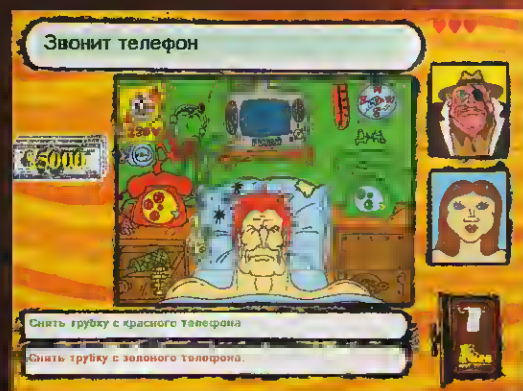 Звонит телефон
$5000
230V
Снять трубку с красного телефона
Снять трубку с зеленого телефона.